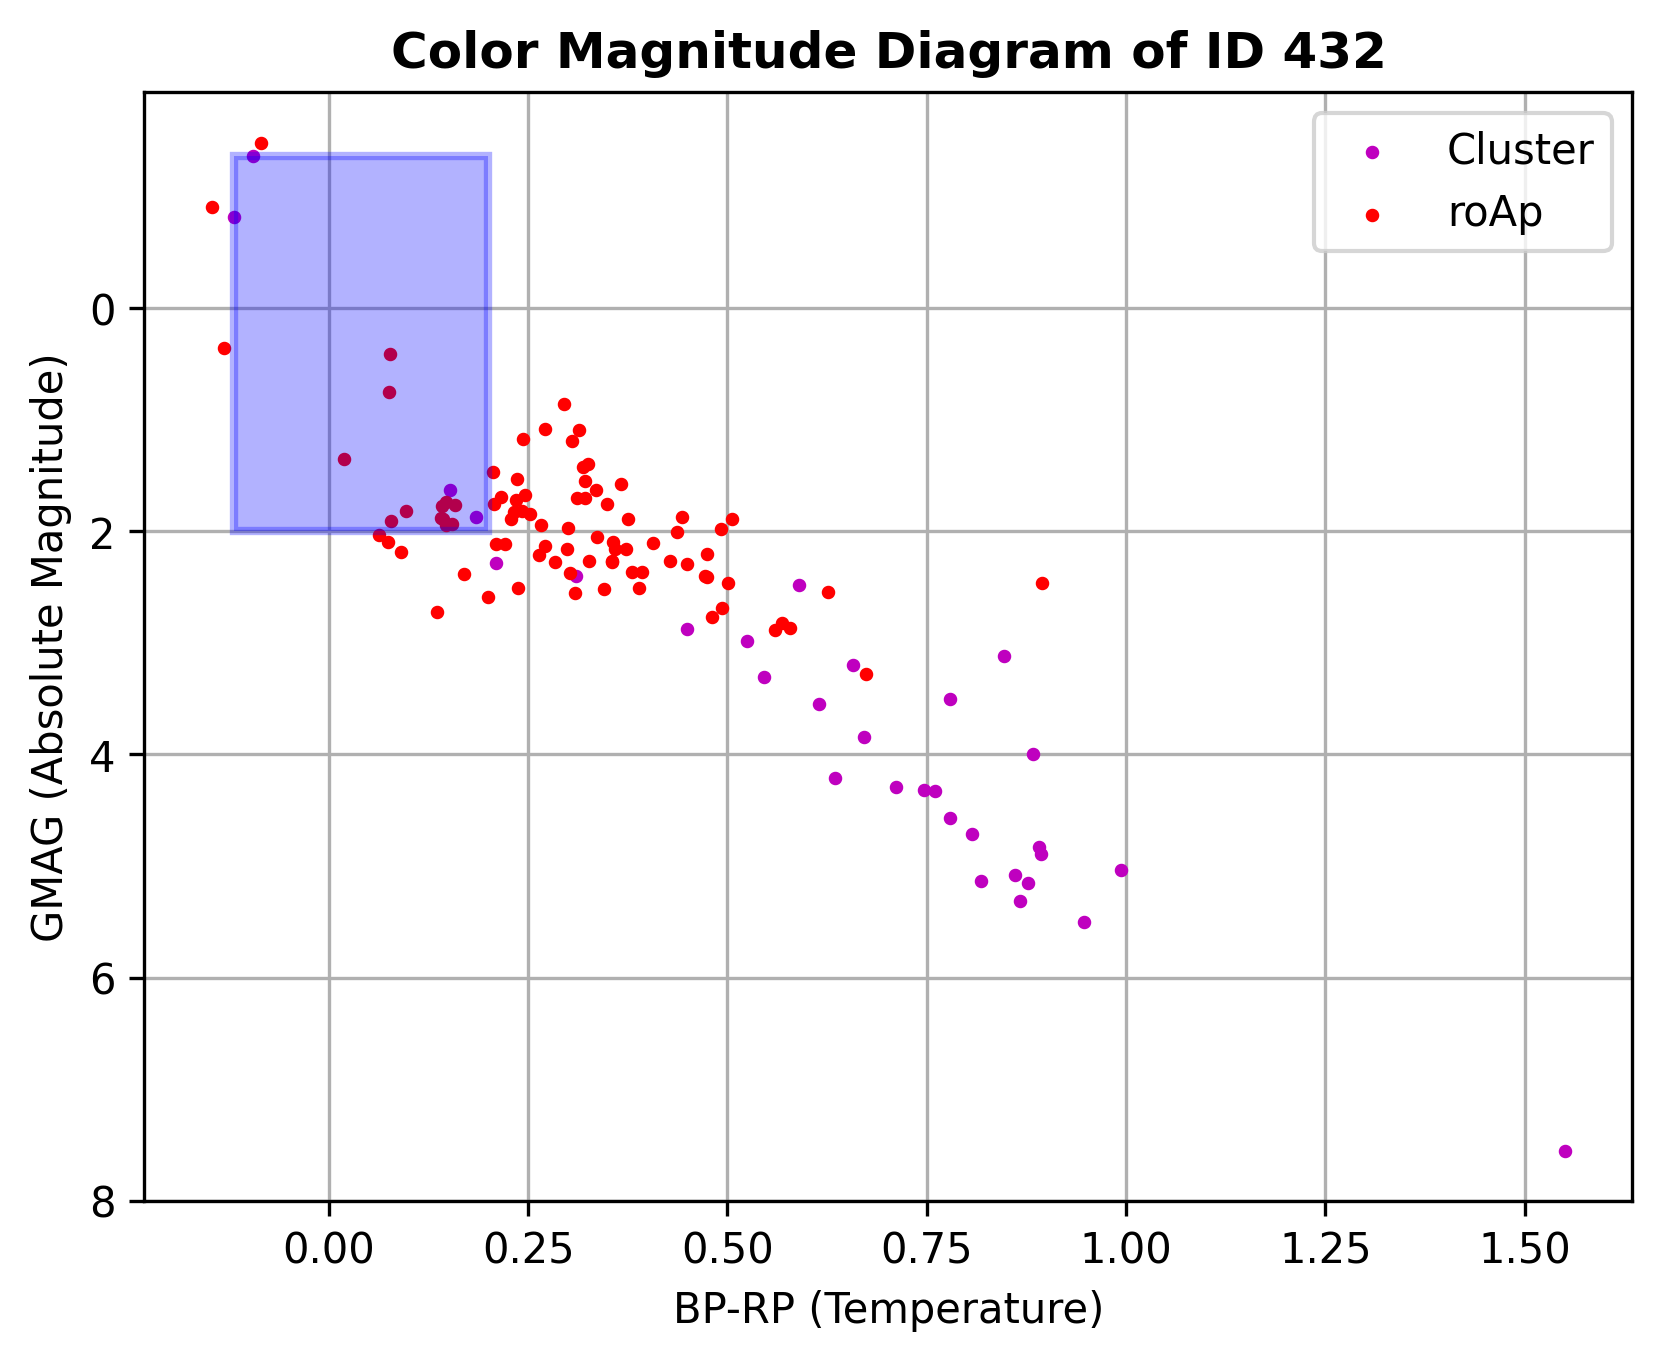 Color Magnitude Diagram of ID 432
Cluster
roAp
GMAG (Absolute Magnitude)
0
2
4
6
8
0.00 0.25 0.50 0.75 1.00 1.25 1.50
BP-RP (Temperature)